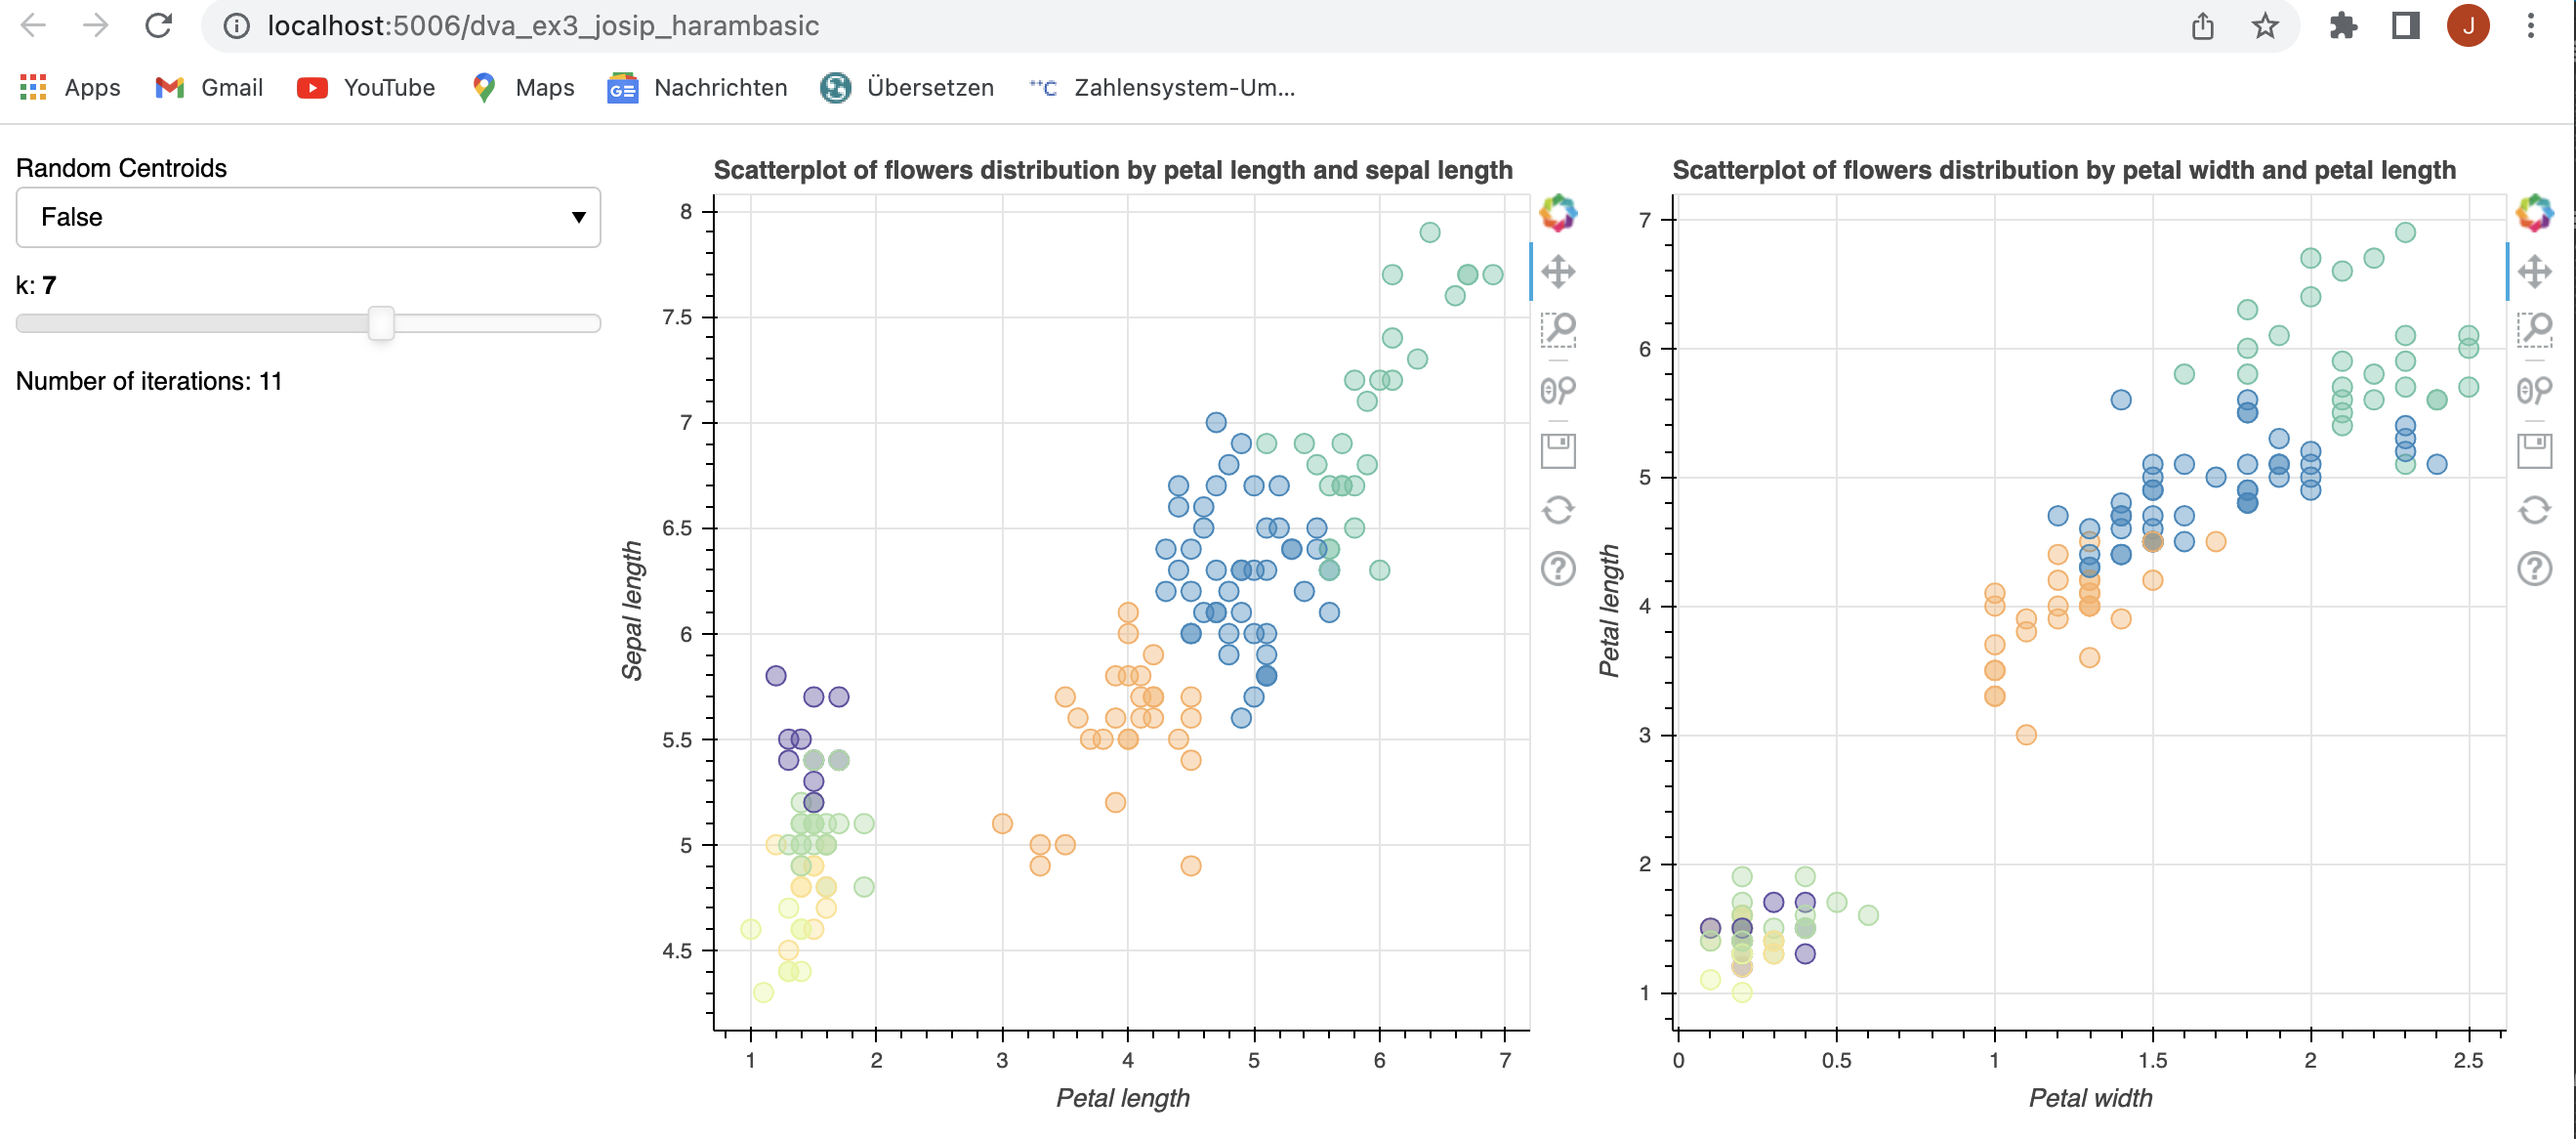 localhost:5006/dva_ex3_josip_harambasic
J
Apps Gmail YouTube Maps GE Nachrichten Übersetzen °°C Zahlensystem-Um...
Random Centroids
False
k: 7
Number of iterations: 11
Scatterplot of flowers distribution by petal length and sepal length
8
7.5
7
6.5
6
5.5
5
4.5
Sepal length
1 2 3 4 5 6 7
Petal length
Scatterplot of flowers distribution by petal width and petal length
7
6
5
4
3
2
1
Petal length
0 0.5 1 1.5 2 2.5
Petal width